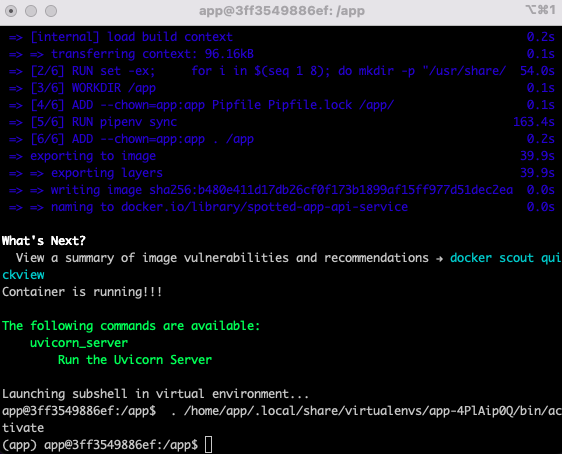 app@3ff3549886ef: /app
⌥⌘1
=> [internal] load build context 0.2s
=> => transferring context: 96.16kB 0.1s
=> [2/6] RUN set -ex;     for i in $(seq 1 8); do mkdir -p "/usr/share/ 54.0s
=> [3/6] WORKDIR /app 0.1s
=> [4/6] ADD --chown=app:app Pipfile Pipfile.lock /app/ 0.1s
=> [5/6] RUN pipenv sync 163.4s
=> [6/6] ADD --chown=app:app . /app 0.2s
=> exporting to image 39.9s
=> => exporting layers 39.9s
=> => writing image sha256:b480e411d17db26cf0f173b1899af15ff977d51dec2ea 0.0s
=> => naming to docker.io/library/spotted-app-api-service 0.0s
What's Next?
View a summary of image vulnerabilities and recommendations → docker scout qui
ckview
Container is running!!!
The following commands are available:
uvicorn_server
Run the Uvicorn Server
Launching subshell in virtual environment...
app@3ff3549886ef:/app$  . /home/app/.local/share/virtualenvs/app-4PlAip0Q/bin/ac
tivate
(app) app@3ff3549886ef:/app$